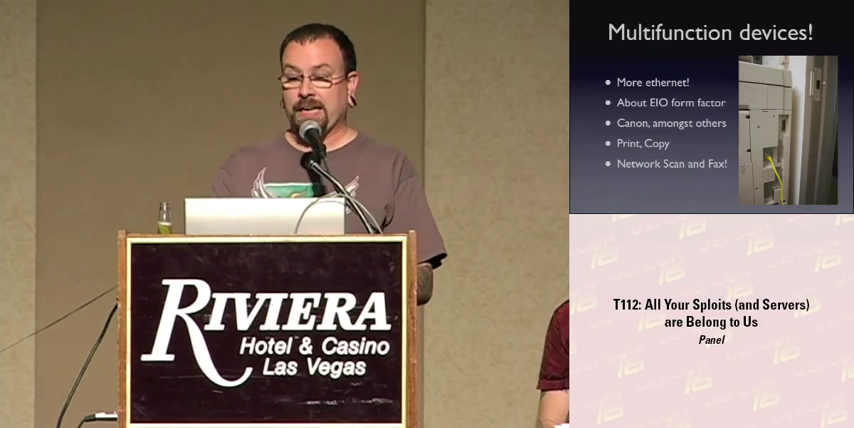 Multifunction devices!
More ethernet!
About EIO form factor
Canon, amongst others
Print, Copy
Network Scan and Fax!
RIVIERA
Hotel & Casino
Las Vegas
T112: All Your Sploits (and Servers)
are Belong to Us
Panel